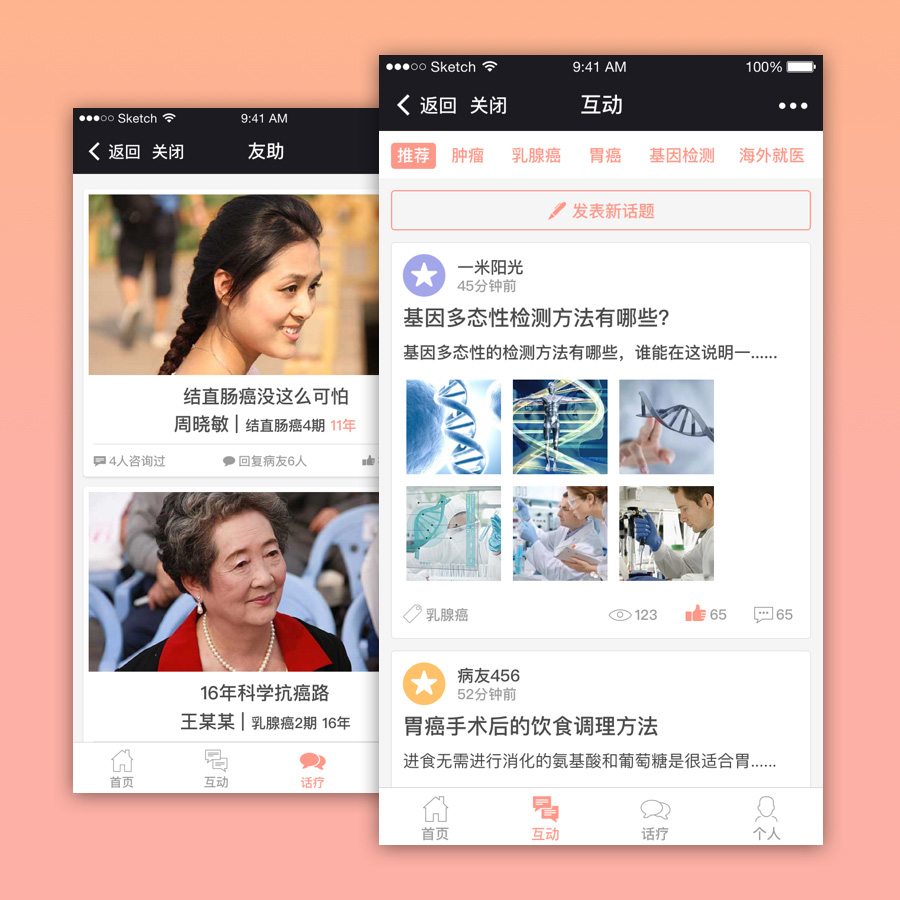 Sketch 9:41 AM
返回 关闭 友助
结直肠癌没这么可怕
周晓敏 | 结直肠癌4期 11年
4人咨询过 回复病友6人
16年科学抗癌路
王某某 | 乳腺癌2期 16年
首页 互动 话疗
Sketch 9:41 AM 100%
返回 关闭 互动
推荐 肿瘤 乳腺癌 胃癌 基因检测 海外就医
发表新话题
一米阳光
45分钟前
基因多态性检测方法有哪些?
基因多态性的检测方法有哪些，谁能在这说明一......
乳腺癌 123 65 65
病友456
52分钟前
胃癌手术后的饮食调理方法
进食无需进行消化的氨基酸和葡萄糖是很适合胃......
首页 互动 话疗 个人